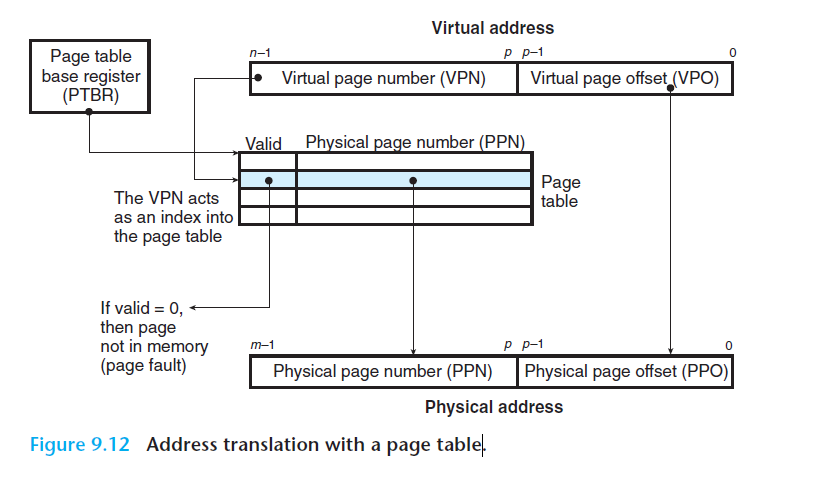 Virtual address
Page table
base register
(PTBR)
n–1
p p–1
0
Virtual page number (VPN)
Virtual page offset (VPO)
Valid
Physical page number (PPN)
Page
table
The VPN acts
as an index into
the page table
If valid = 0,
then page
not in memory
(page fault)
m–1
p p–1
0
Physical page number (PPN)
Physical page offset (PPO)
Physical address
Figure 9.12 Address translation with a page table.